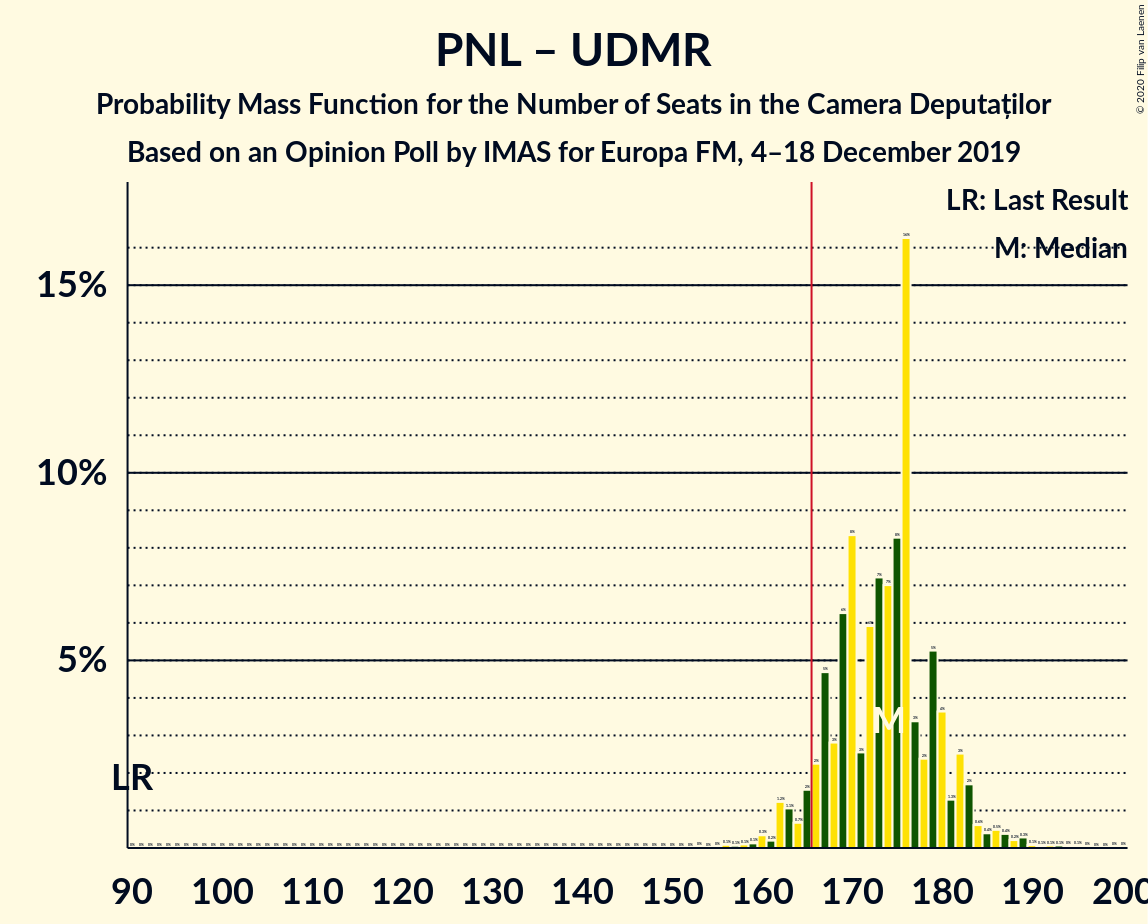 PNL – UDMR
Probability Mass Function for the Number of Seats in the Camera Deputaților
Based on an Opinion Poll by IMAS for Europa FM, 4–18 December 2019
© 2020 Filip van Laenen
LR: Last Result
M: Median
15%
10%
5%
LR
M
90 100 110 120 130 140 150 160 170 180 190 200